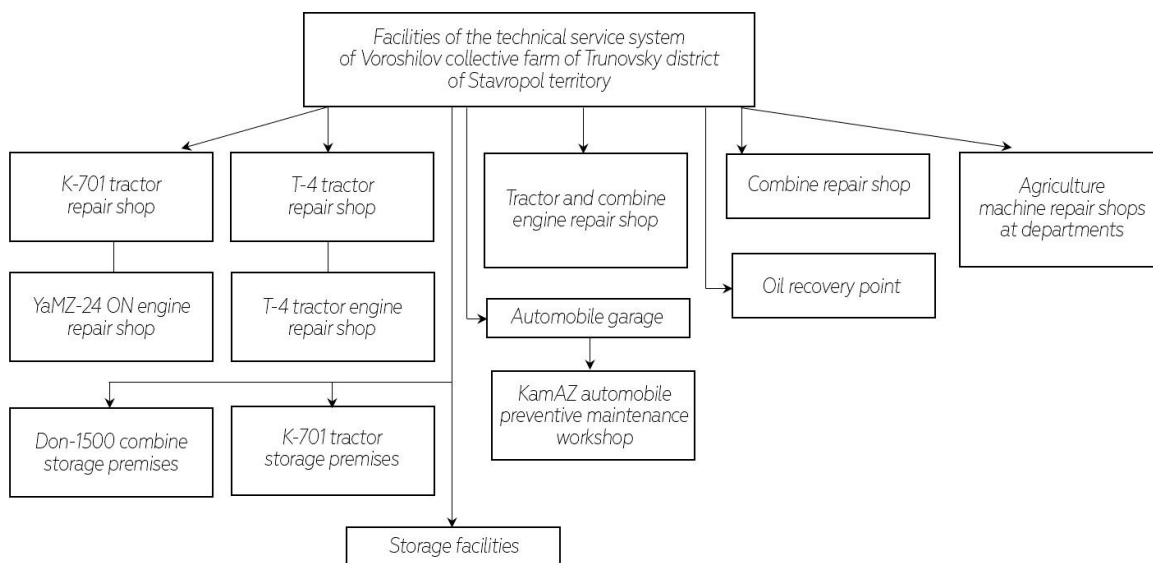 Facilities of the technical service system
of Voroshilov collective farm of Trunovsky district
of Stavropol territory
K-701 tractor
repair shop
T-4 tractor
repair shop
Tractor and combine
engine repair shop
Combine repair shop
Agriculture
machine repair shops
at departments
YaMZ-24 ON engine
repair shop
T-4 tractor engine
repair shop
Automobile garage
Oil recovery point
Don-1500 combine
storage premises
K-701 tractor
storage premises
KamAZ automobile
preventive maintenance
workshop
Storage facilities